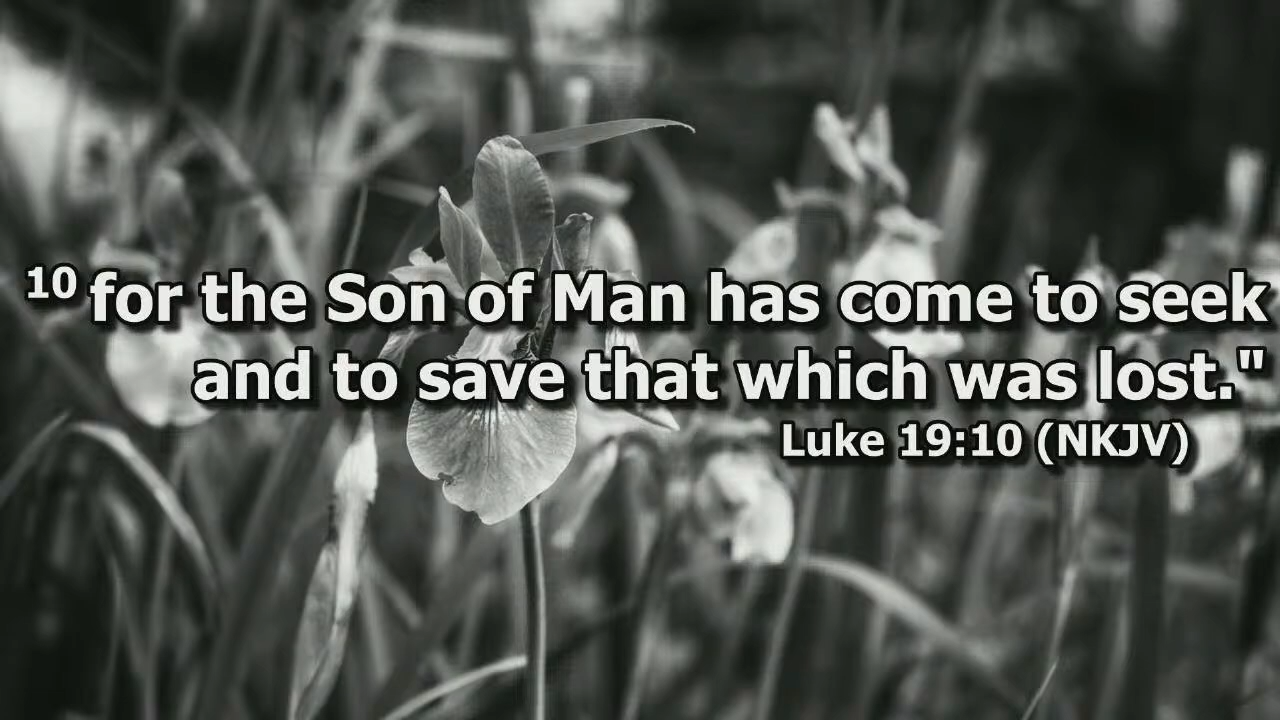 10 for the Son of Man has come to seek
and to save that which was lost."
Luke 19:10 (NKJV)